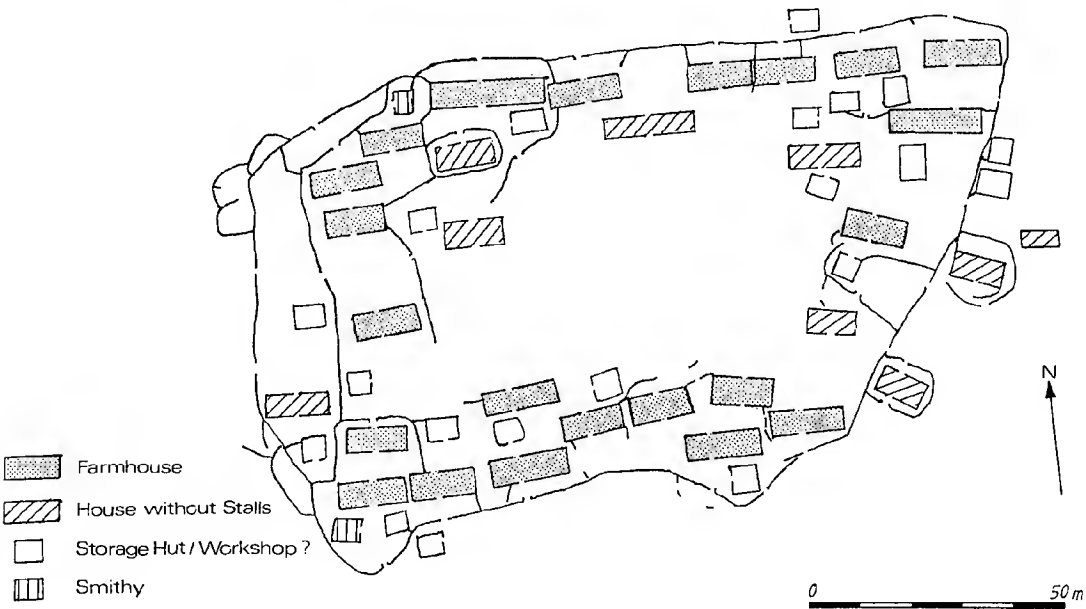 N
Farmhouse
House without Stalls
Storage Hut/Workshop ?
Smithy
0 50 m